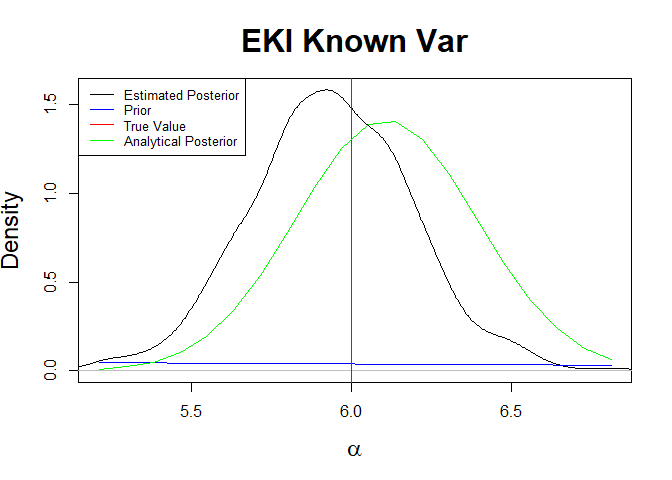 EKI Known Var
Estimated Posterior
Prior
True Value
Analytical Posterior
Density
1.5
1.0
0.5
0.0
5.5 6.0 6.5
α